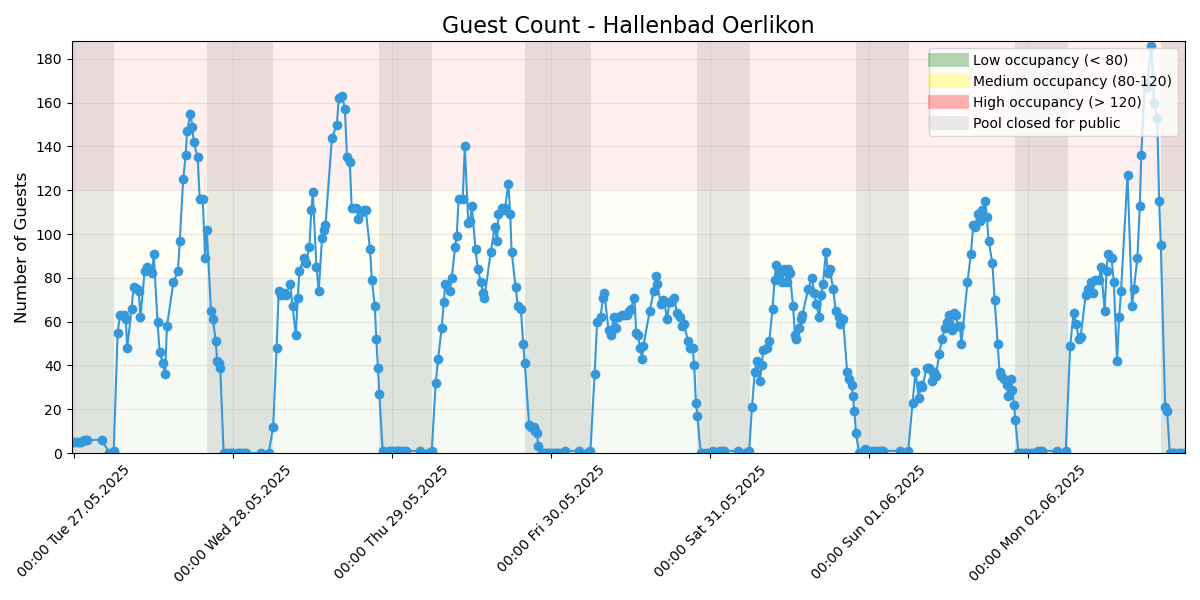 Guest Count - Hallenbad Oerlikon
Low occupancy (< 80)
Medium occupancy (80-120)
High occupancy (> 120)
Pool closed for public
Number of Guests
180
160
140
120
100
80
60
40
20
0
00:00 Tue 27.05.2025
00:00 Wed 28.05.2025
00:00 Thu 29.05.2025
00:00 Fri 30.05.2025
00:00 Sat 31.05.2025
00:00 Sun 01.06.2025
00:00 Mon 02.06.2025